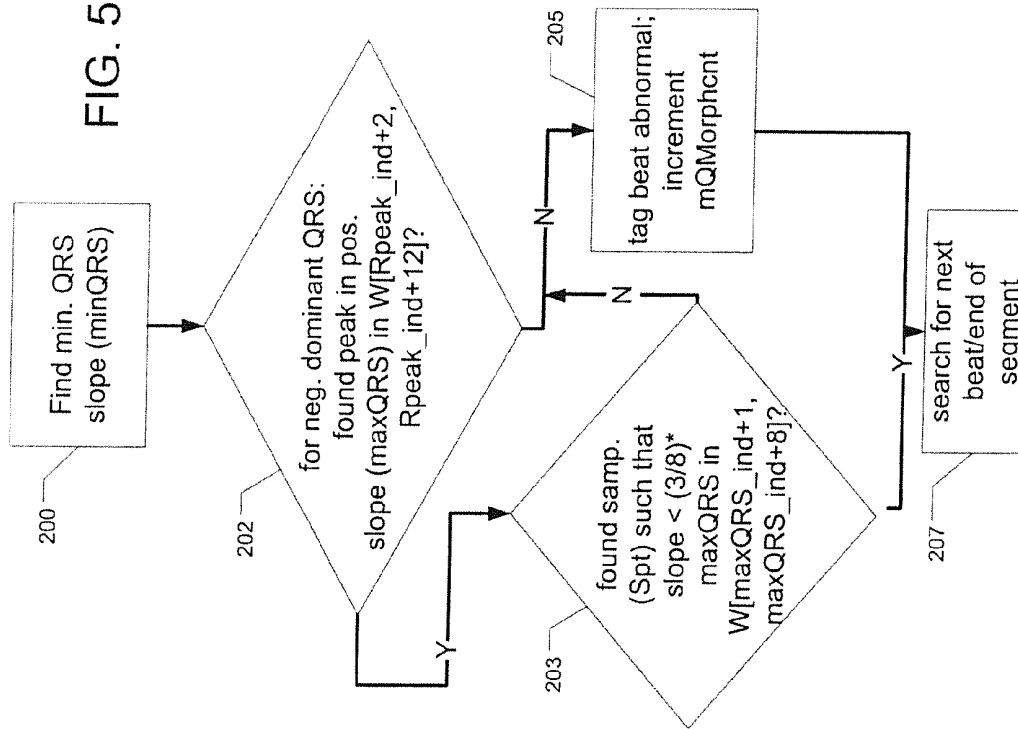 FIG. 5
200
Find min. QRS
slope (minQRS)
202
for neg. dominant QRS:
found peak in pos.
slope (maxQRS) in W[Rpeak_ind+2,
Rpeak_ind+12]?
Y
N
203
found samp.
(Spt) such that
slope < (3/8)*
maxQRS in
W[maxQRS_ind+1,
maxQRS_ind+8]?
N
Y
205
tag beat abnormal;
increment
mQMorphcnt
207
search for next
beat/end of
segment